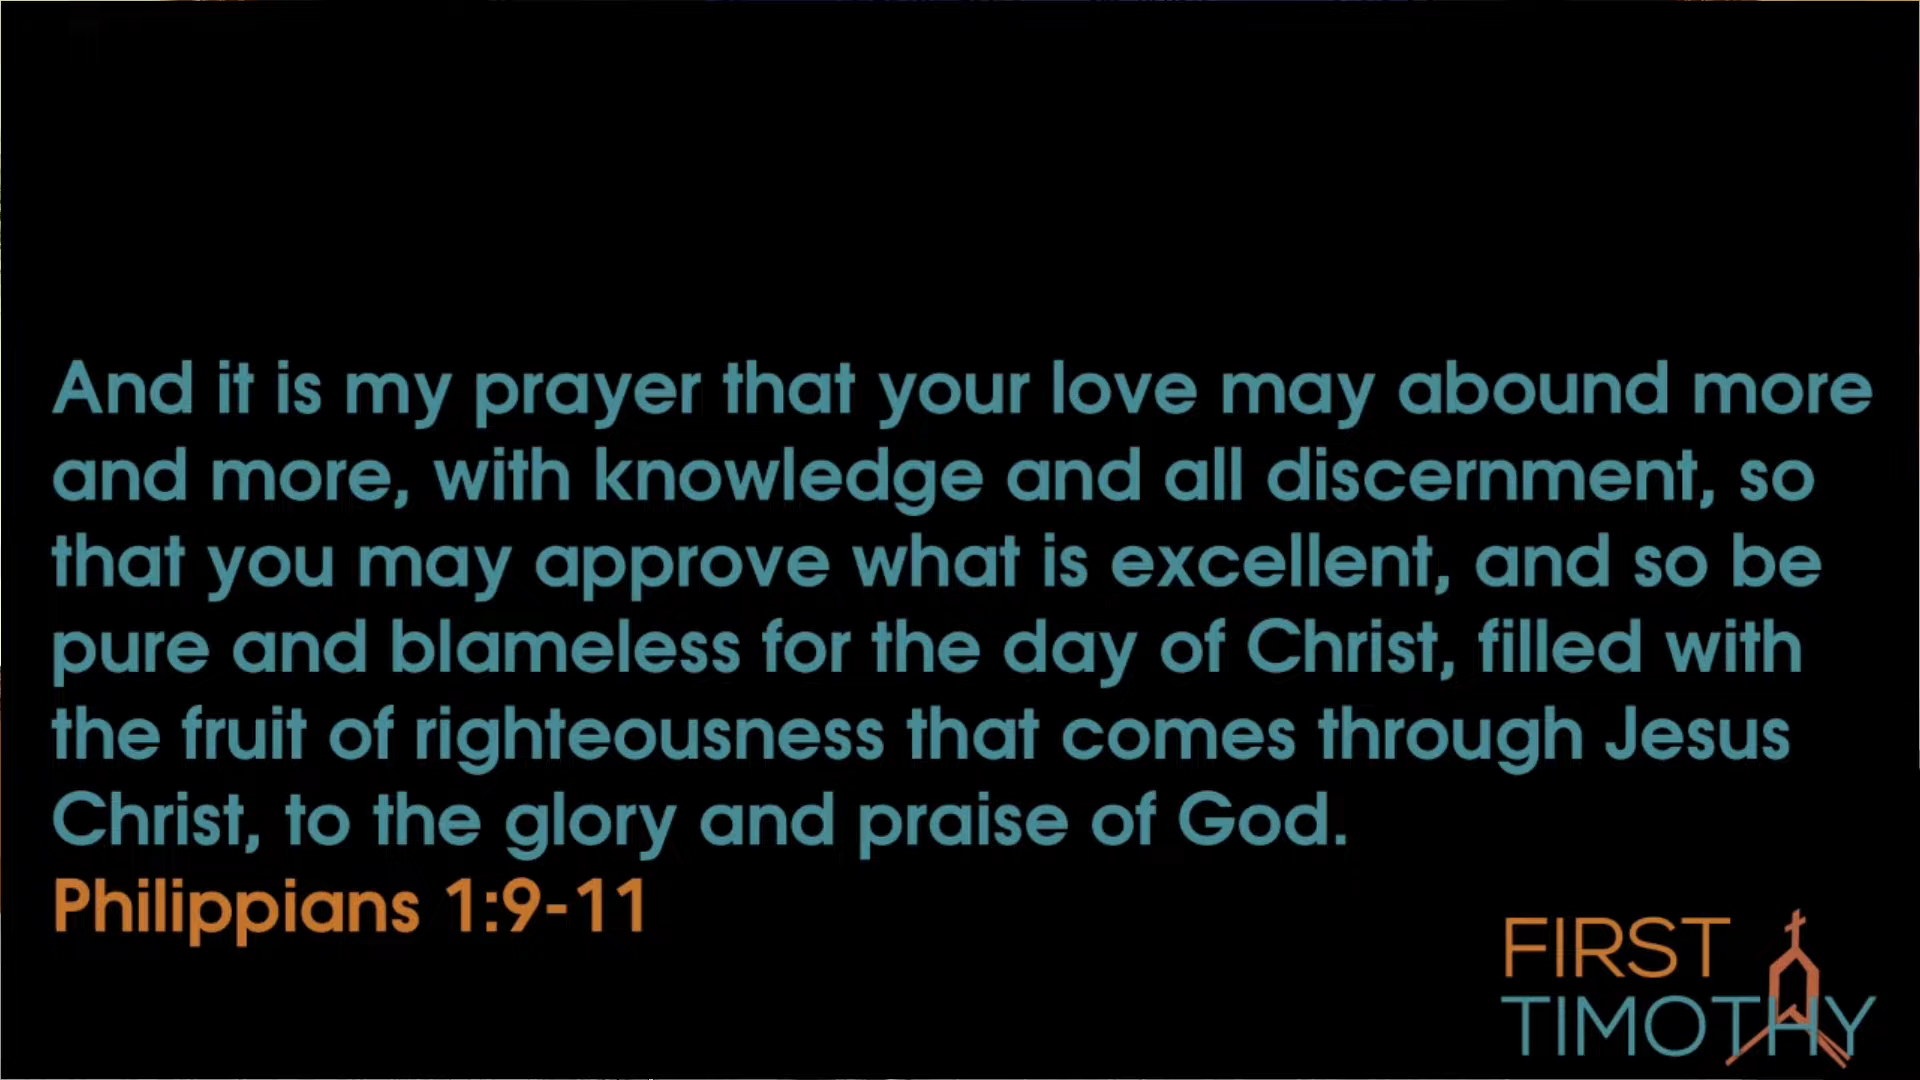 And it is my prayer that your love may abound more
and more, with knowledge and all discernment, so
that you may approve what is excellent, and so be
pure and blameless for the day of Christ, filled with
the fruit of righteousness that comes through Jesus
Christ, to the glory and praise of God.
Philippians 1:9-11
FIRST
TIMOTHY